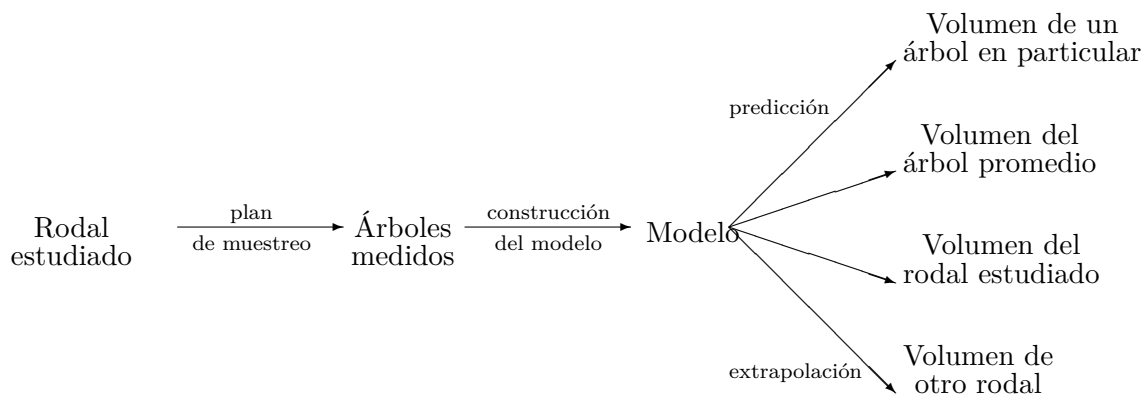 Rodal
estudiado
plan
de muestreo
Árboles
medidos
construcción
del modelo
Modelo
predicción
extrapolación
Volumen de un
árbol en particular
Volumen del
árbol promedio
Volumen del
rodal estudiado
Volumen de
otro rodal